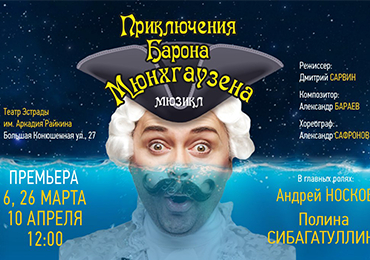 Приключения
Барона
Мюнхгаузена
МЮЗИКЛ
Театр Эстрады
им. Аркадия Райкина
Большая Конюшенная ул., 27
ПРЕМЬЕРА
6, 26 МАРТА
10 АПРЕЛЯ
12:00
Режиссер:
Дмитрий САРВИН
Композитор:
Александр БАРАЕВ
Хореограф:
Александр САФРОНОВ
В главных ролях:
Андрей НОСКОВ
Полина
СИБАГАТУЛЛИН